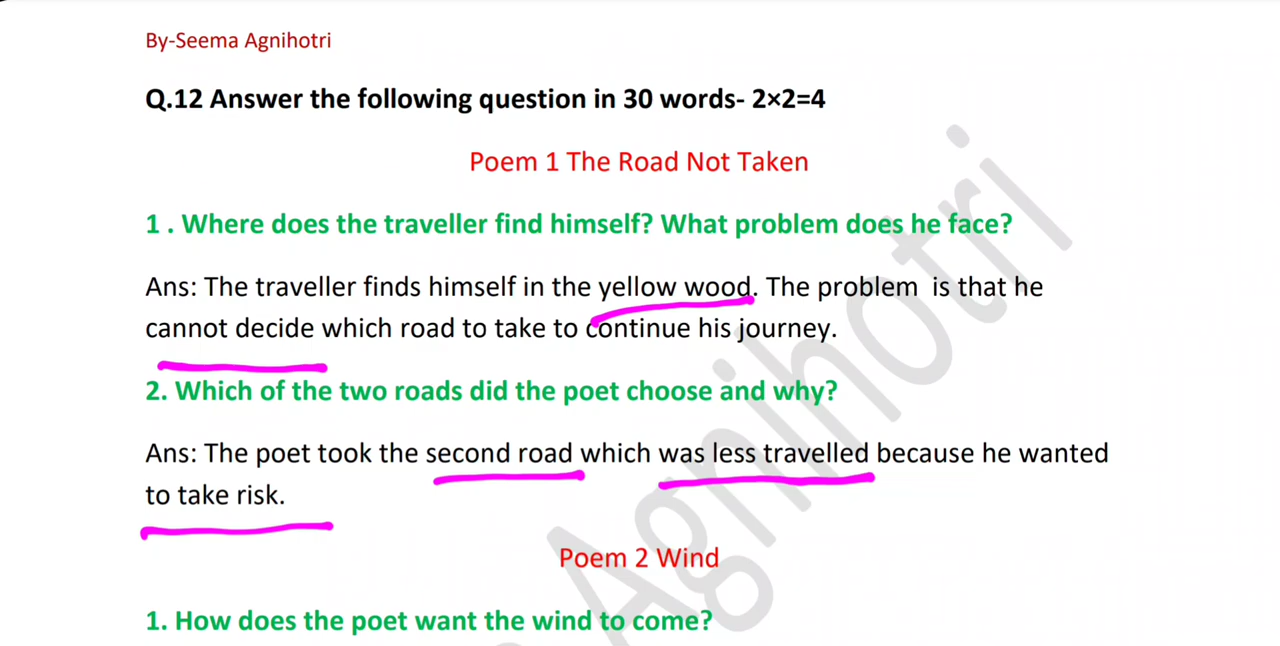 By-Seema Agnihotri
Q.12 Answer the following question in 30 words- 2×2=4
Poem 1 The Road Not Taken
1 . Where does the traveller find himself? What problem does he face?
Ans: The traveller finds himself in the yellow wood. The problem  is that he
cannot decide which road to take to continue his journey.
2. Which of the two roads did the poet choose and why?
Ans: The poet took the second road which was less travelled because he wanted
to take risk.
Poem 2 Wind
1. How does the poet want the wind to come?
Agnihotri